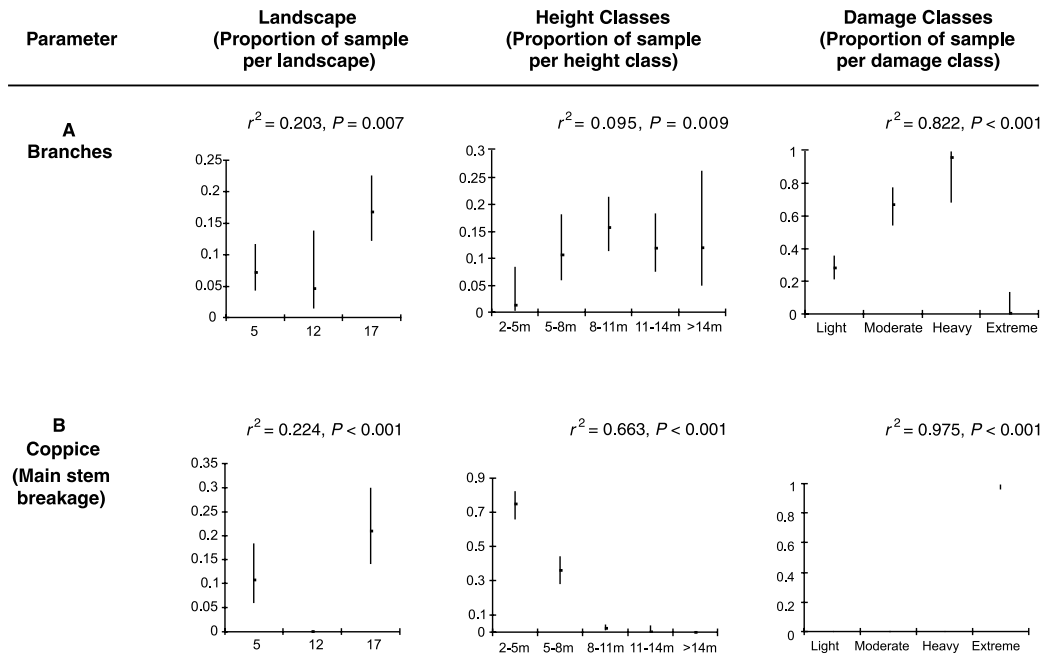 Parameter
Landscape
(Proportion of sample
per landscape)
Height Classes
(Proportion of sample
per height class)
Damage Classes
(Proportion of sample
per damage class)
A
Branches
r² = 0.203, P = 0.007
0.25
0.2
0.15
0.1
0.05
0
5 12 17
r² = 0.095, P = 0.009
0.3
0.25
0.2
0.15
0.1
0.05
0
2-5m 5-8m 8-11m 11-14m >14m
r² = 0.822, P < 0.001
1
0.8
0.6
0.4
0.2
0
Light Moderate Heavy Extreme
B
Coppice
(Main stem
breakage)
r² = 0.224, P < 0.001
0.35
0.3
0.25
0.2
0.15
0.1
0.05
0
5 12 17
r² = 0.663, P < 0.001
0.9
0.7
0.5
0.3
0.1
0
2-5m 5-8m 8-11m 11-14m >14m
r² = 0.975, P < 0.001
1
0.8
0.6
0.4
0.2
0
Light Moderate Heavy Extreme